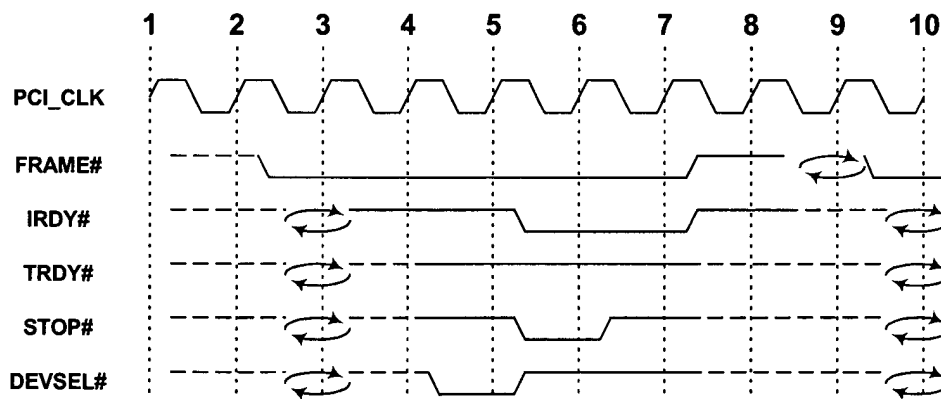 1 2 3 4 5 6 7 8 9 10
PCI_CLK
FRAME#
IRDY#
TRDY#
STOP#
DEVSEL#